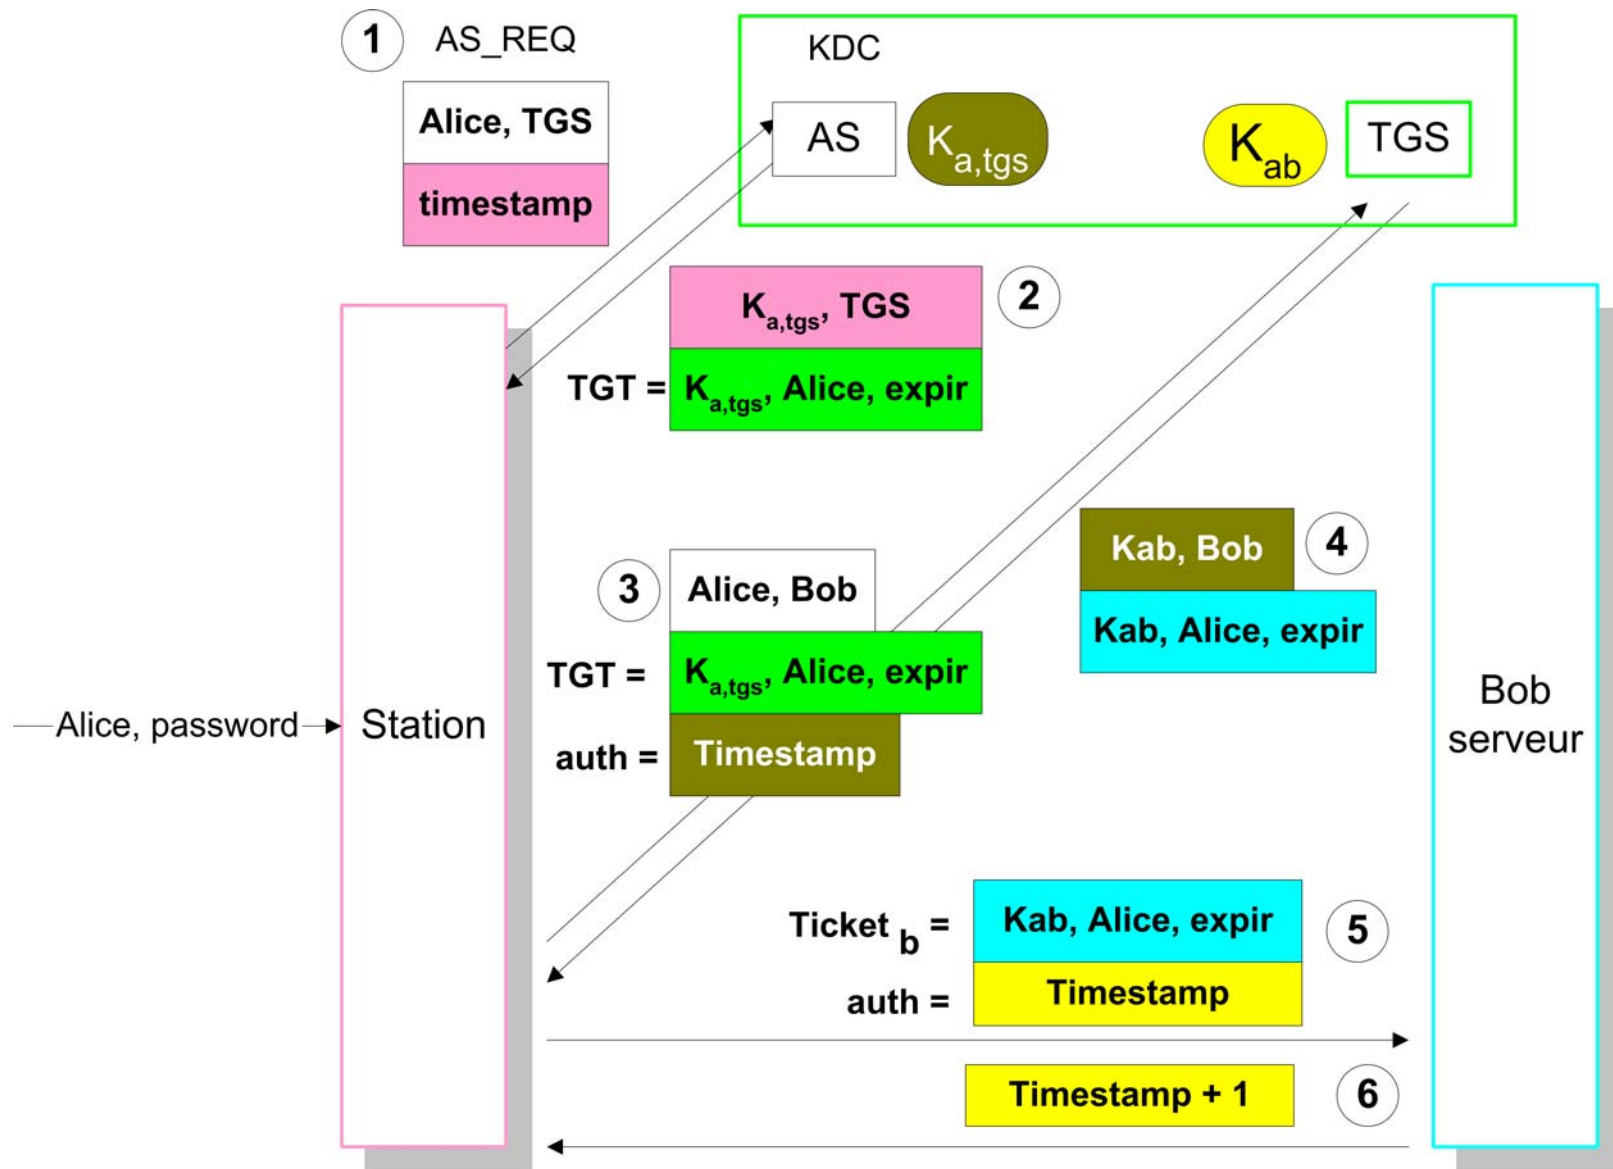 1 AS_REQ
Alice, TGS
timestamp
KDC
AS
Ka,tgs
Kab
TGS
Ka,tgs, TGS
2
TGT = Ka,tgs, Alice, expir
3
Alice, Bob
TGT = Ka,tgs, Alice, expir
auth = Timestamp
Kab, Bob
4
Kab, Alice, expir
Alice, password
Station
Bob
serveur
Ticket b = Kab, Alice, expir
5
auth = Timestamp
Timestamp + 1
6